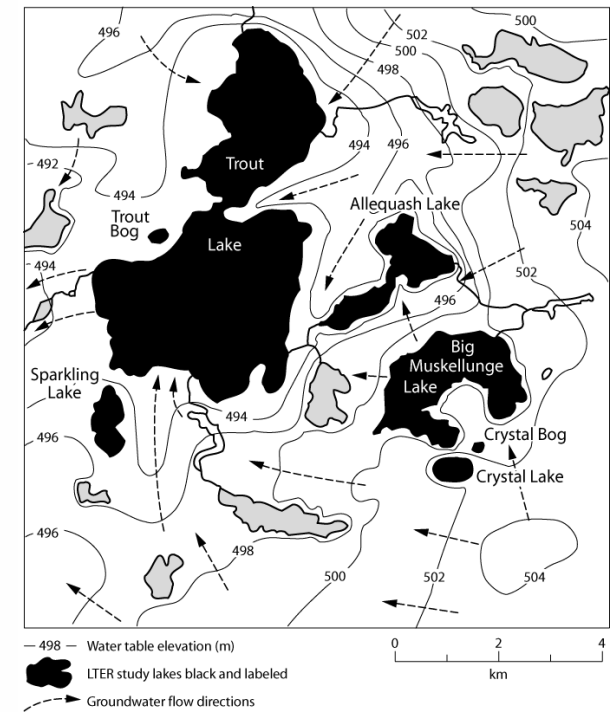 496
502
500
500
498
494
496
492
Trout
494
Allequash Lake
504
Trout
Bog
Lake
494
502
496
Big
Muskellunge
Lake
Sparkling
Lake
494
496
Crystal Bog
Crystal Lake
496
498
500
502
504
— 498 — Water table elevation (m)
LTER study lakes black and labeled
Groundwater flow directions
0 2 4
km